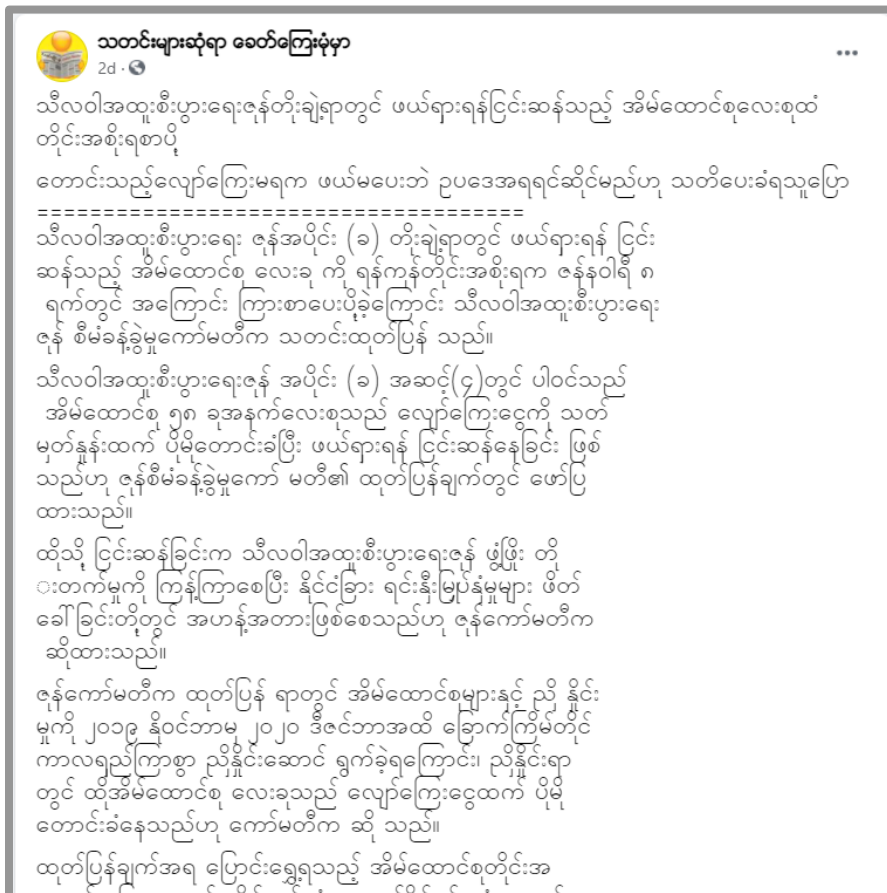 သတင်းများဆုံရာ ခေတ်ကြေးမုံမှာ
2d ·
သီလဝါအထူးစီးပွားရေးဇုန်တိုးချဲ့ရာတွင် ဖယ်ရှားရန်ငြင်းဆန်သည့် အိမ်ထောင်စုလေးစုထံ
တိုင်းအစိုးရစာပို့
တောင်းသည့်လျော်ကြေးမရက ဖယ်မပေးဘဲ ဥပဒေအရရင်ဆိုင်မည်ဟု သတိပေးခံရသူပြော
=====================================
သီလဝါအထူးစီးပွားရေး ဇုန်အပိုင်း (ခ) တိုးချဲ့ရာတွင် ဖယ်ရှားရန် ငြင်း
ဆန်သည့် အိမ်ထောင်စု လေးခု ကို ရန်ကုန်တိုင်းအစိုးရက ဇန်နဝါရီ ၈
ရက်တွင် အကြောင်း ကြားစာပေးပို့ခဲ့ကြောင်း သီလဝါအထူးစီးပွားရေး
ဇုန် စီမံခန့်ခွဲမှုကော်မတီက သတင်းထုတ်ပြန် သည်။
သီလဝါအထူးစီးပွားရေးဇုန် အပိုင်း (ခ) အဆင့်(၄)တွင် ပါဝင်သည်
အိမ်ထောင်စု ၅၈ ခုအနက်လေးစုသည် လျော်ကြေးငွေကို သတ်
မှတ်နှုန်းထက် ပိုမိုတောင်းခံပြီး ဖယ်ရှားရန် ငြင်းဆန်နေခြင်း ဖြစ်
သည်ဟု ဇုန်စီမံခန့်ခွဲမှုကော် မတီ၏ ထုတ်ပြန်ချက်တွင် ဖော်ပြ
ထားသည်။
ထိုသို့ ငြင်းဆန်ခြင်းက သီလဝါအထူးစီးပွားရေးဇုန် ဖွံ့ဖြိုး တို
းတက်မှုကို ကြန့်ကြာစေပြီး နိုင်ငံခြား ရင်းနှီးမြှုပ်နှံမှုများ ဖိတ်
ခေါ်ခြင်းတို့တွင် အဟန့်အတားဖြစ်စေသည်ဟု ဇုန်ကော်မတီက
ဆိုထားသည်။
ဇုန်ကော်မတီက ထုတ်ပြန် ရာတွင် အိမ်ထောင်စုများနှင့် ညှိ နှိုင်း
မှုကို ၂၀၁၉ နိုဝင်ဘာမှ ၂၀၂၀ ဒီဇင်ဘာအထိ ခြောက်ကြိမ်တိုင်
ကာလရှည်ကြာစွာ ညှိနှိုင်းဆောင် ရွက်ခဲ့ရကြောင်း၊ ညှိနှိုင်းရာ
တွင် ထိုအိမ်ထောင်စု လေးခုသည် လျော်ကြေးငွေထက် ပိုမို
တောင်းခံနေသည်ဟု ကော်မတီက ဆို သည်။
ထုတ်ပြန်ချက်အရ ပြောင်းရွှေ့ရသည့် အိမ်ထောင်စုတိုင်းအ